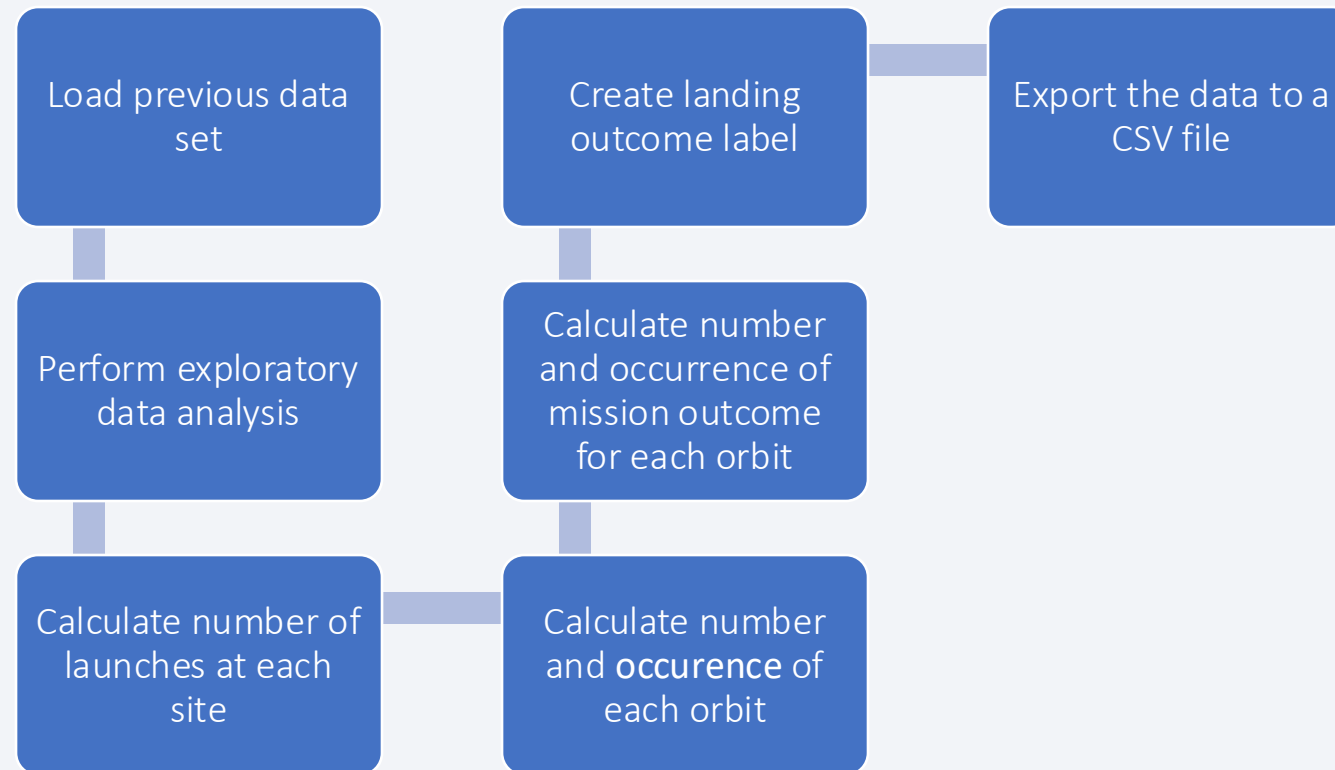 Load previous data
set
Perform exploratory
data analysis
Calculate number of
launches at each
site
Calculate number
and occurence of
each orbit
Calculate number
and occurrence of
mission outcome
for each orbit
Create landing
outcome label
Export the data to a
CSV file